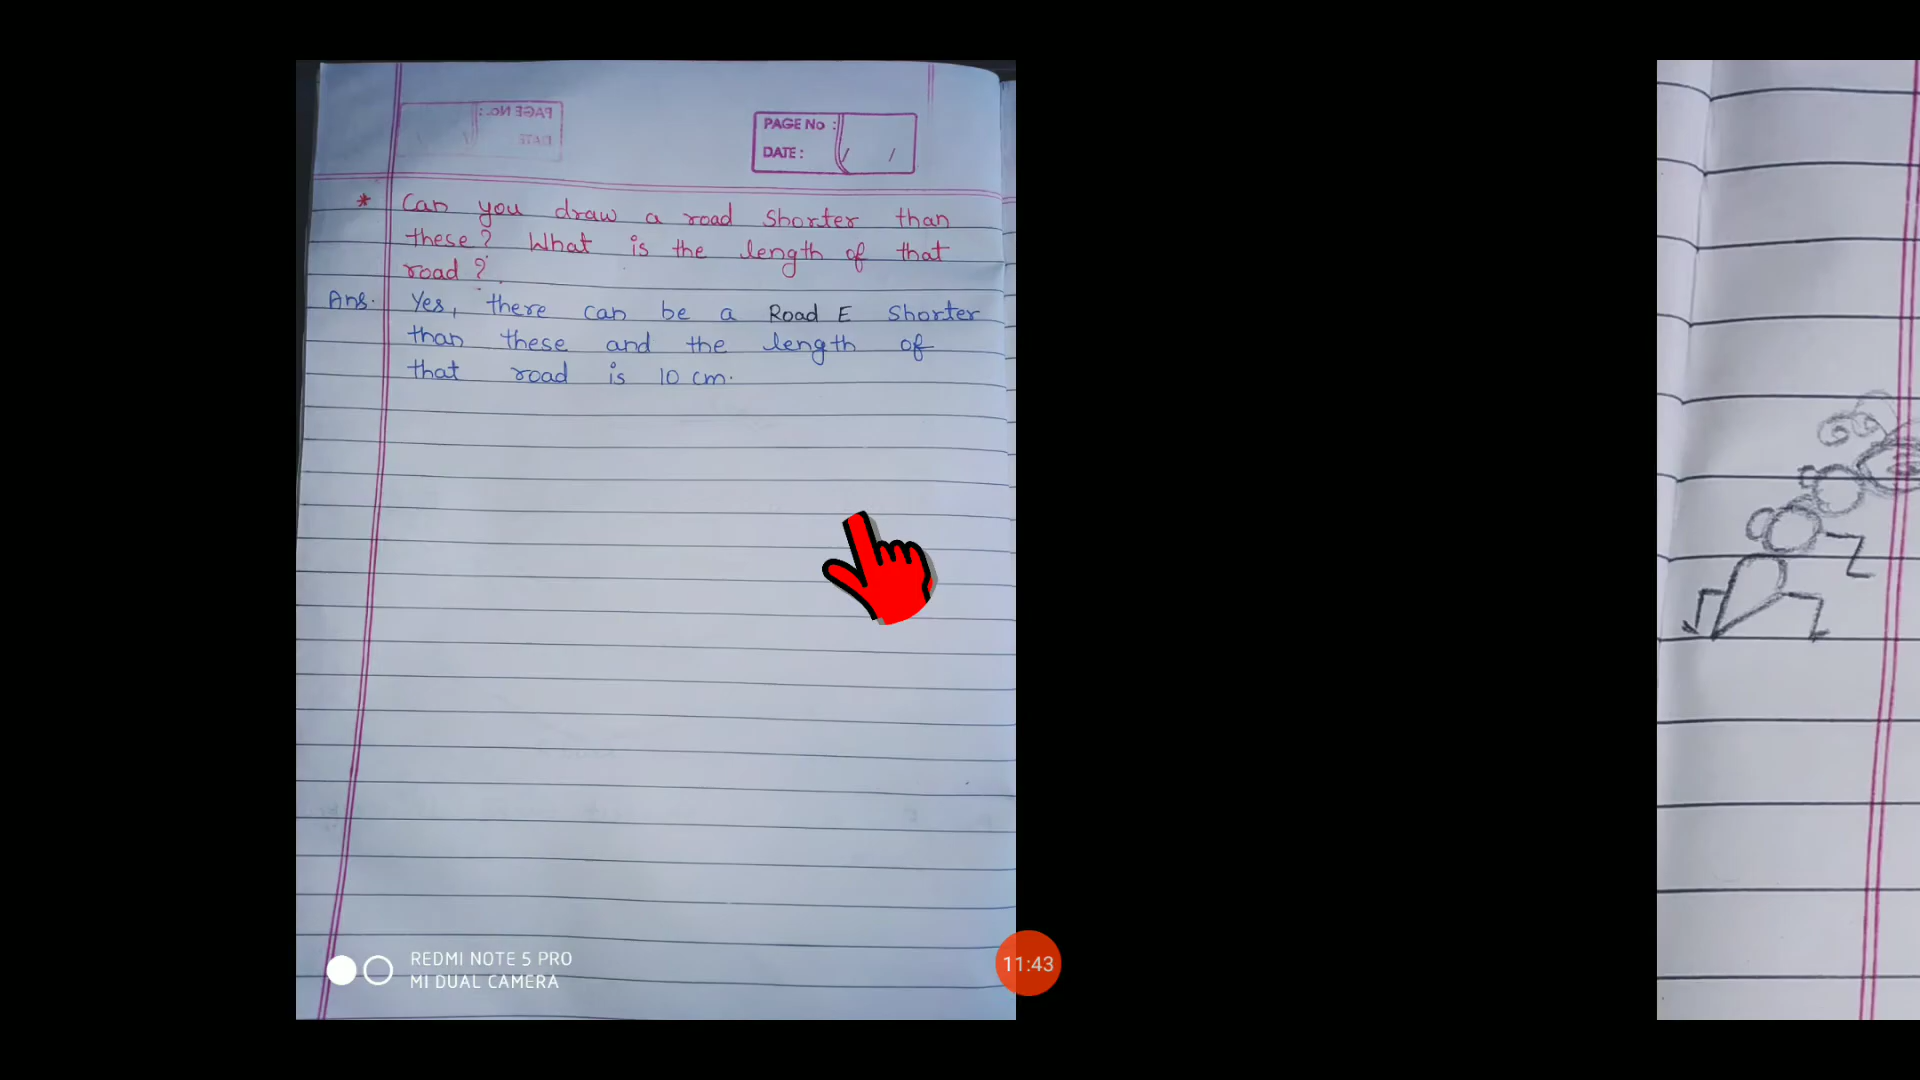 PAGE No :
DATE : / /
* Can you draw a road shorter than
these? What is the length of that
road?
Ans. Yes, there can be a Road E shorter
than these and the length of
that road is 10 cm.
REDMI NOTE 5 PRO
MI DUAL CAMERA
11:43